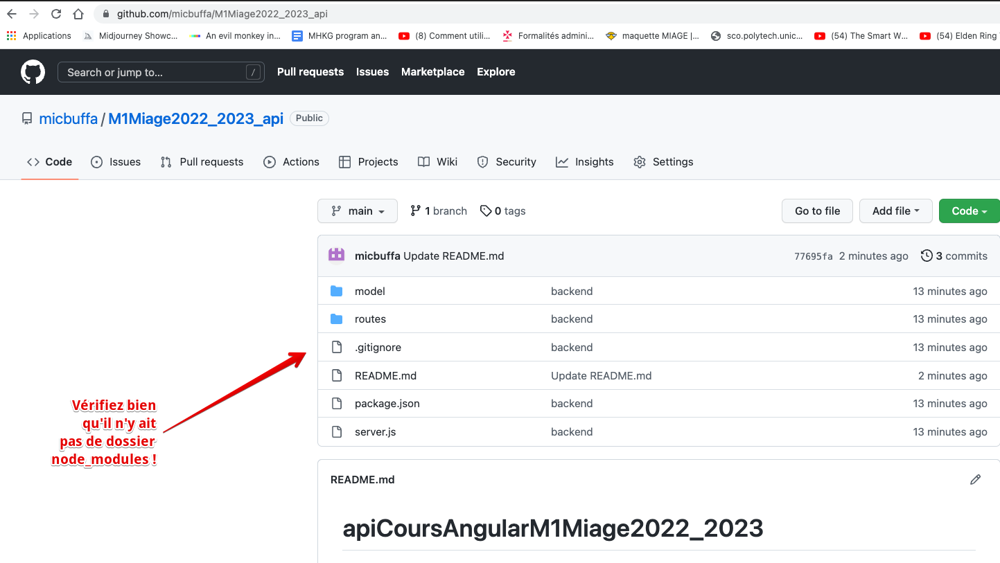 github.com/micbuffa/M1Miage2022_2023_api
Applications Midjourney Showc... An evil monkey in... MHKG program an... (8) Comment utili... Formalités admini... maquette MIAGE |... sco.polytech.unic... (54) The Smart W... (54) Elden Ring
Search or jump to... / Pull requests Issues Marketplace Explore
micbuffa / M1Miage2022_2023_api Public
Code Issues Pull requests Actions Projects Wiki Security Insights Settings
main 1 branch 0 tags Go to file Add file Code
micbuffa Update README.md 77695fa 2 minutes ago 3 commits
model backend 13 minutes ago
routes backend 13 minutes ago
.gitignore backend 13 minutes ago
README.md Update README.md 2 minutes ago
package.json backend 13 minutes ago
server.js backend 13 minutes ago
Vérifiez bien
qu'il n'y ait
pas de dossier
node_modules !
README.md
apiCoursAngularM1Miage2022_2023